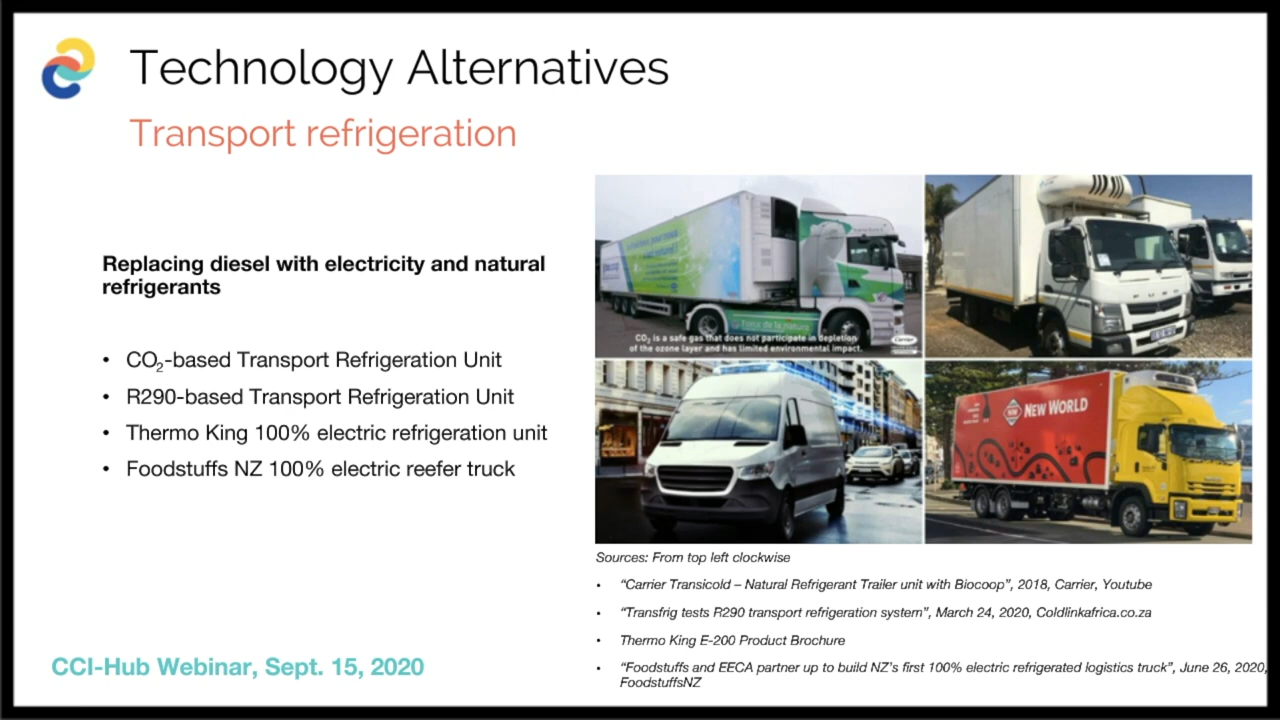 Technology Alternatives
Transport refrigeration
Replacing diesel with electricity and natural
refrigerants
• CO₂-based Transport Refrigeration Unit
• R290-based Transport Refrigeration Unit
• Thermo King 100% electric refrigeration unit
• Foodstuffs NZ 100% electric reefer truck
CO₂ is a safe gas that does not participate in depletion
of the ozone layer and has limited environmental impact.
Carrier
FUSO
NW NEW WORLD
Sources: From top left clockwise
• “Carrier Transicold – Natural Refrigerant Trailer unit with Biocoop”, 2018, Carrier, Youtube
• “Transfrig tests R290 transport refrigeration system”, March 24, 2020, Coldlinkafrica.co.za
• Thermo King E-200 Product Brochure
• “Foodstuffs and EECA partner up to build NZ’s first 100% electric refrigerated logistics truck”, June 26, 2020,
FoodstuffsNZ
CCI-Hub Webinar, Sept. 15, 2020